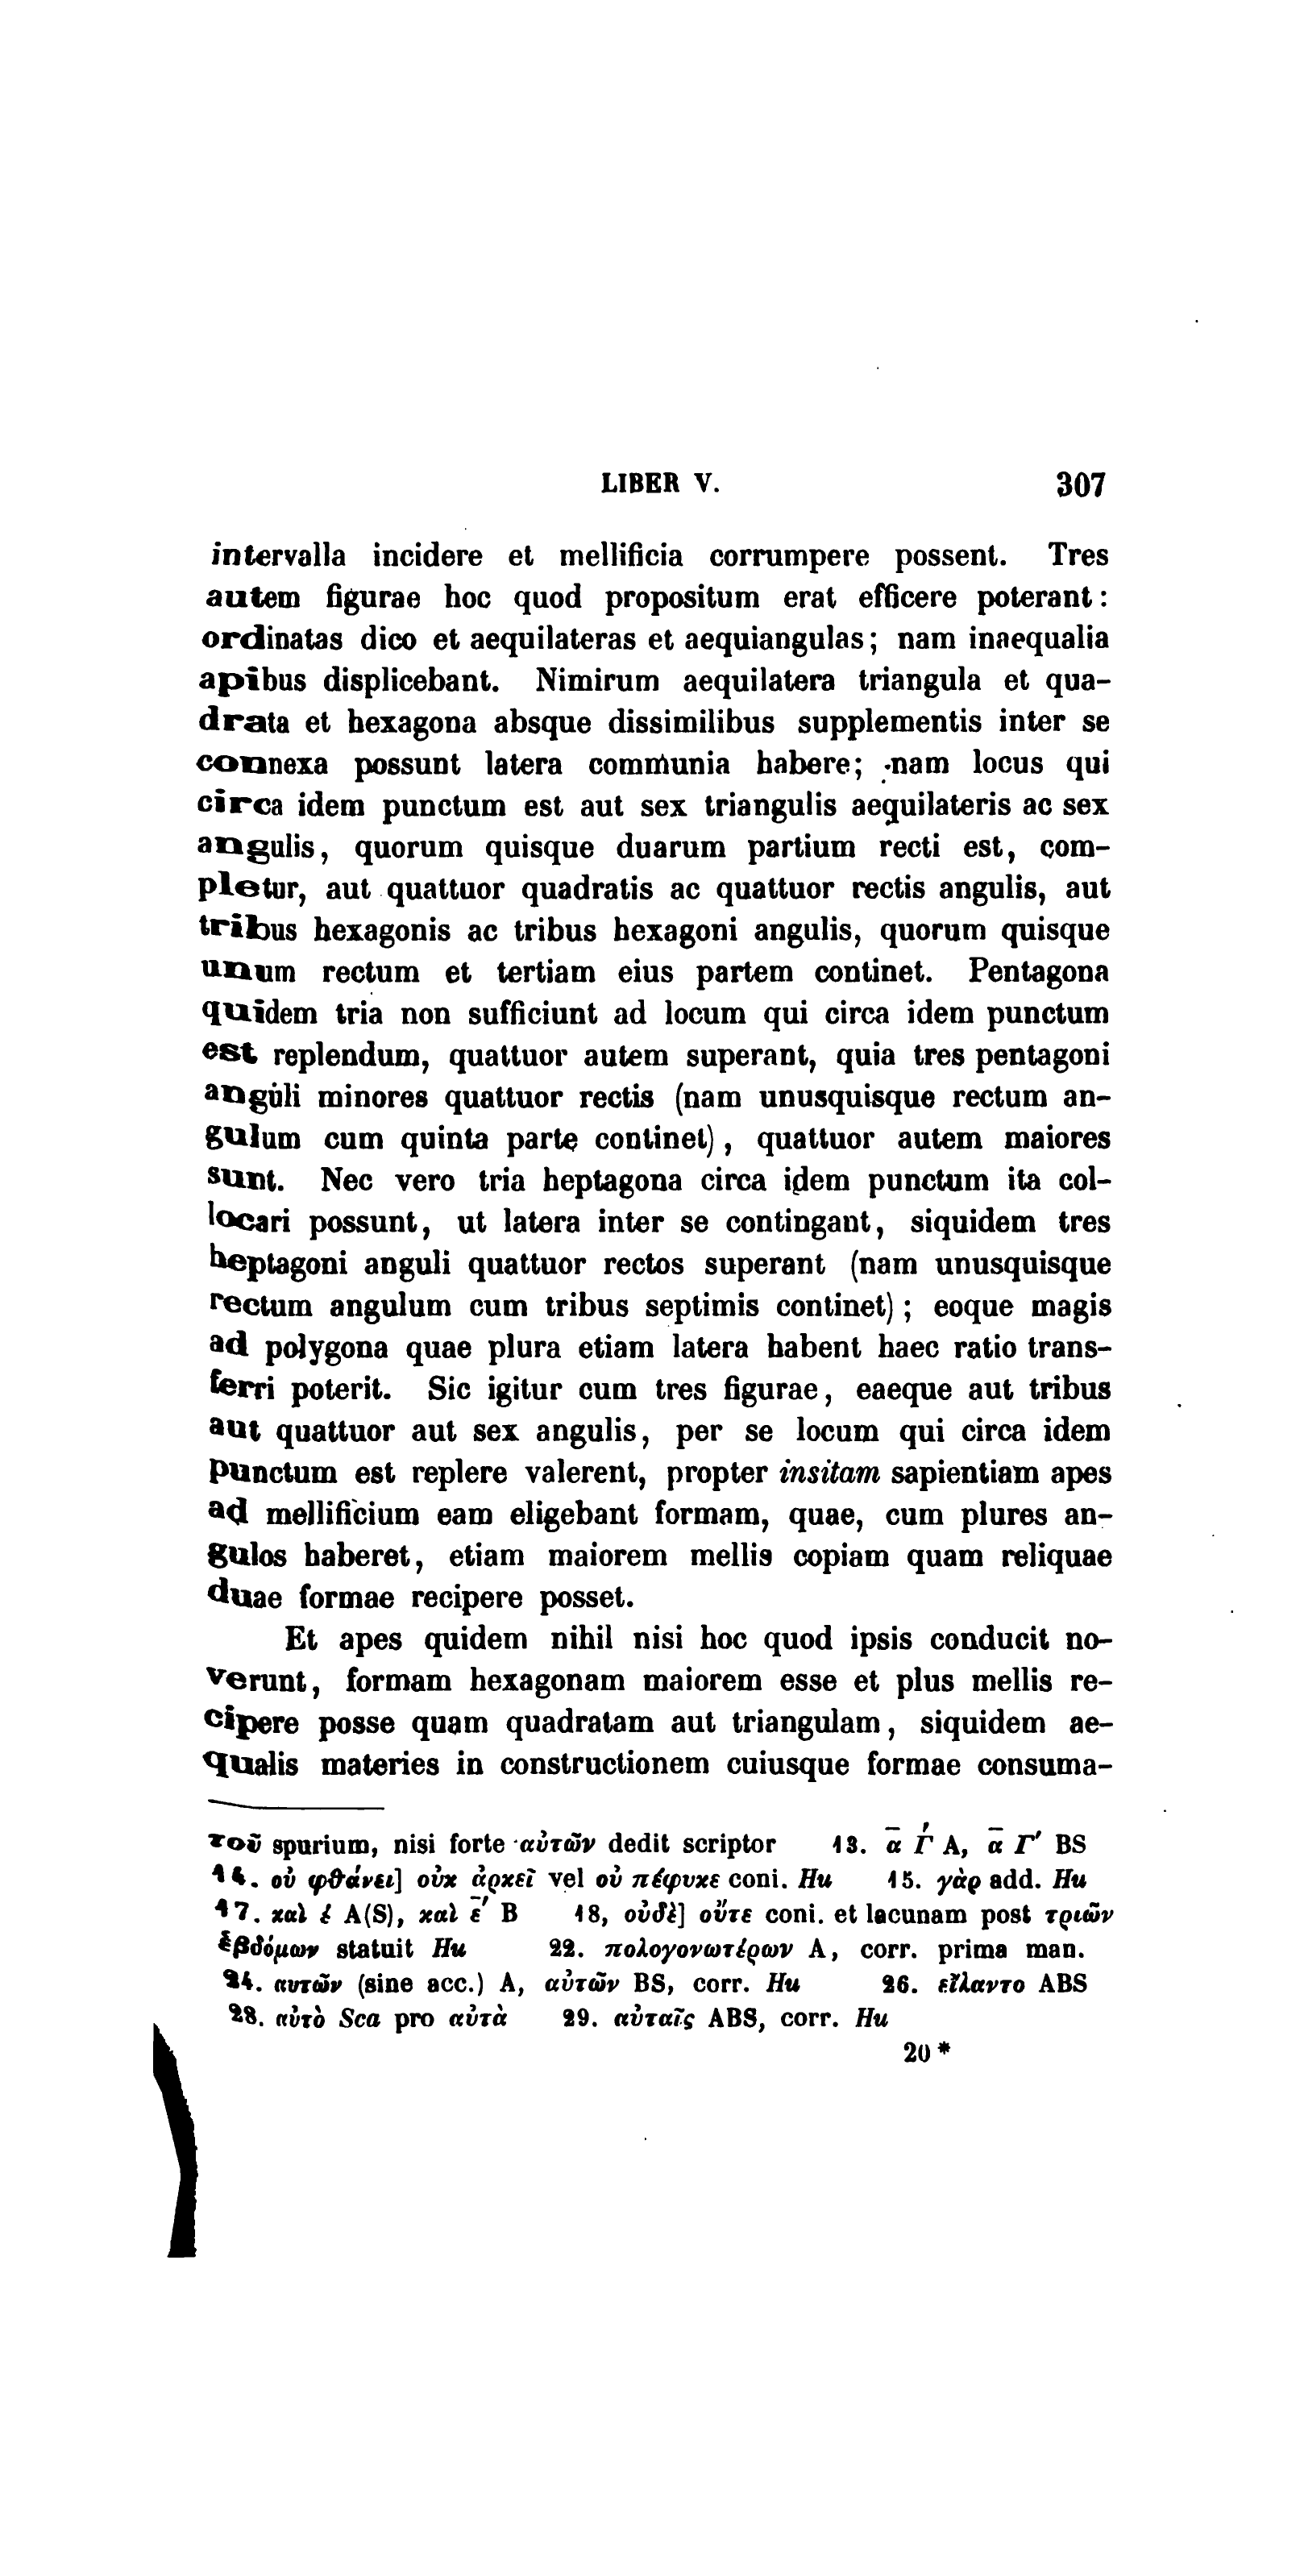 LIBER V. 307
intervalla incidere et mellificia corrumpere possent. Tres
autem figurae hoc quod propositum erat efficere poterant:
ordinatas dico et aequilateras et aequiangulas; nam inaequalia
apibus displicebant. Nimirum aequilatera triangula et qua-
drata et hexagona absque dissimilibus supplementis inter se
connexa possunt latera communia habere; nam locus qui
circa idem punctum est aut sex triangulis aequilateris ac sex
angulis, quorum quisque duarum partium recti est, com-
pletur, aut quattuor quadratis ac quattuor rectis angulis, aut
tribus hexagonis ac tribus hexagoni angulis, quorum quisque
unum rectum et tertiam eius partem continet. Pentagona
quidem tria non sufficiunt ad locum qui circa idem punctum
est replendum, quattuor autem superant, quia tres pentagoni
anguli minores quattuor rectis (nam unusquisque rectum an-
gulum cum quinta parte continet), quattuor autem maiores
sunt. Nec vero tria heptagona circa idem punctum ita col-
locari possunt, ut latera inter se contingant, siquidem tres
heptagoni anguli quattuor rectos superant (nam unusquisque
rectum angulum cum tribus septimis continet); eoque magis
ad polygona quae plura etiam latera habent haec ratio trans-
ferri poterit. Sic igitur cum tres figurae, eaeque aut tribus
aut quattuor aut sex angulis, per se locum qui circa idem
punctum est replere valerent, propter insitam sapientiam apes
ad mellificium eam eligebant formam, quae, cum plures an-
gulos haberet, etiam maiorem mellis copiam quam reliquae
duae formae recipere posset.
Et apes quidem nihil nisi hoc quod ipsis conducit no-
verunt, formam hexagonam maiorem esse et plus mellis re-
cipere posse quam quadratam aut triangulam, siquidem ae-
qualis materies in constructionem cuiusque formae consuma-
τοῦ spurium, nisi forte αὐτῶν dedit scriptor 13. ᾱ Γ́ A, ᾱ Γ′ BS
14. οὐ φθάνει] οὐκ ἀρκεῖ vel οὐ πέφυκε coni. Hu 15. γὰρ add. Hu
17. καὶ έ A(S), καὶ ε̄′ B 18, οὐδὲ] οὔτε coni. et lacunam post τριῶν
ἑβδόμων statuit Hu 22. πολογονωτέρων A, corr. prima man.
24. αυτῶν (sine acc.) A, αὐτῶν BS, corr. Hu 26. εἵλαντο ABS
28. αὐτὸ Sca pro αὐτὰ 29. αὐταῖς ABS, corr. Hu
20*